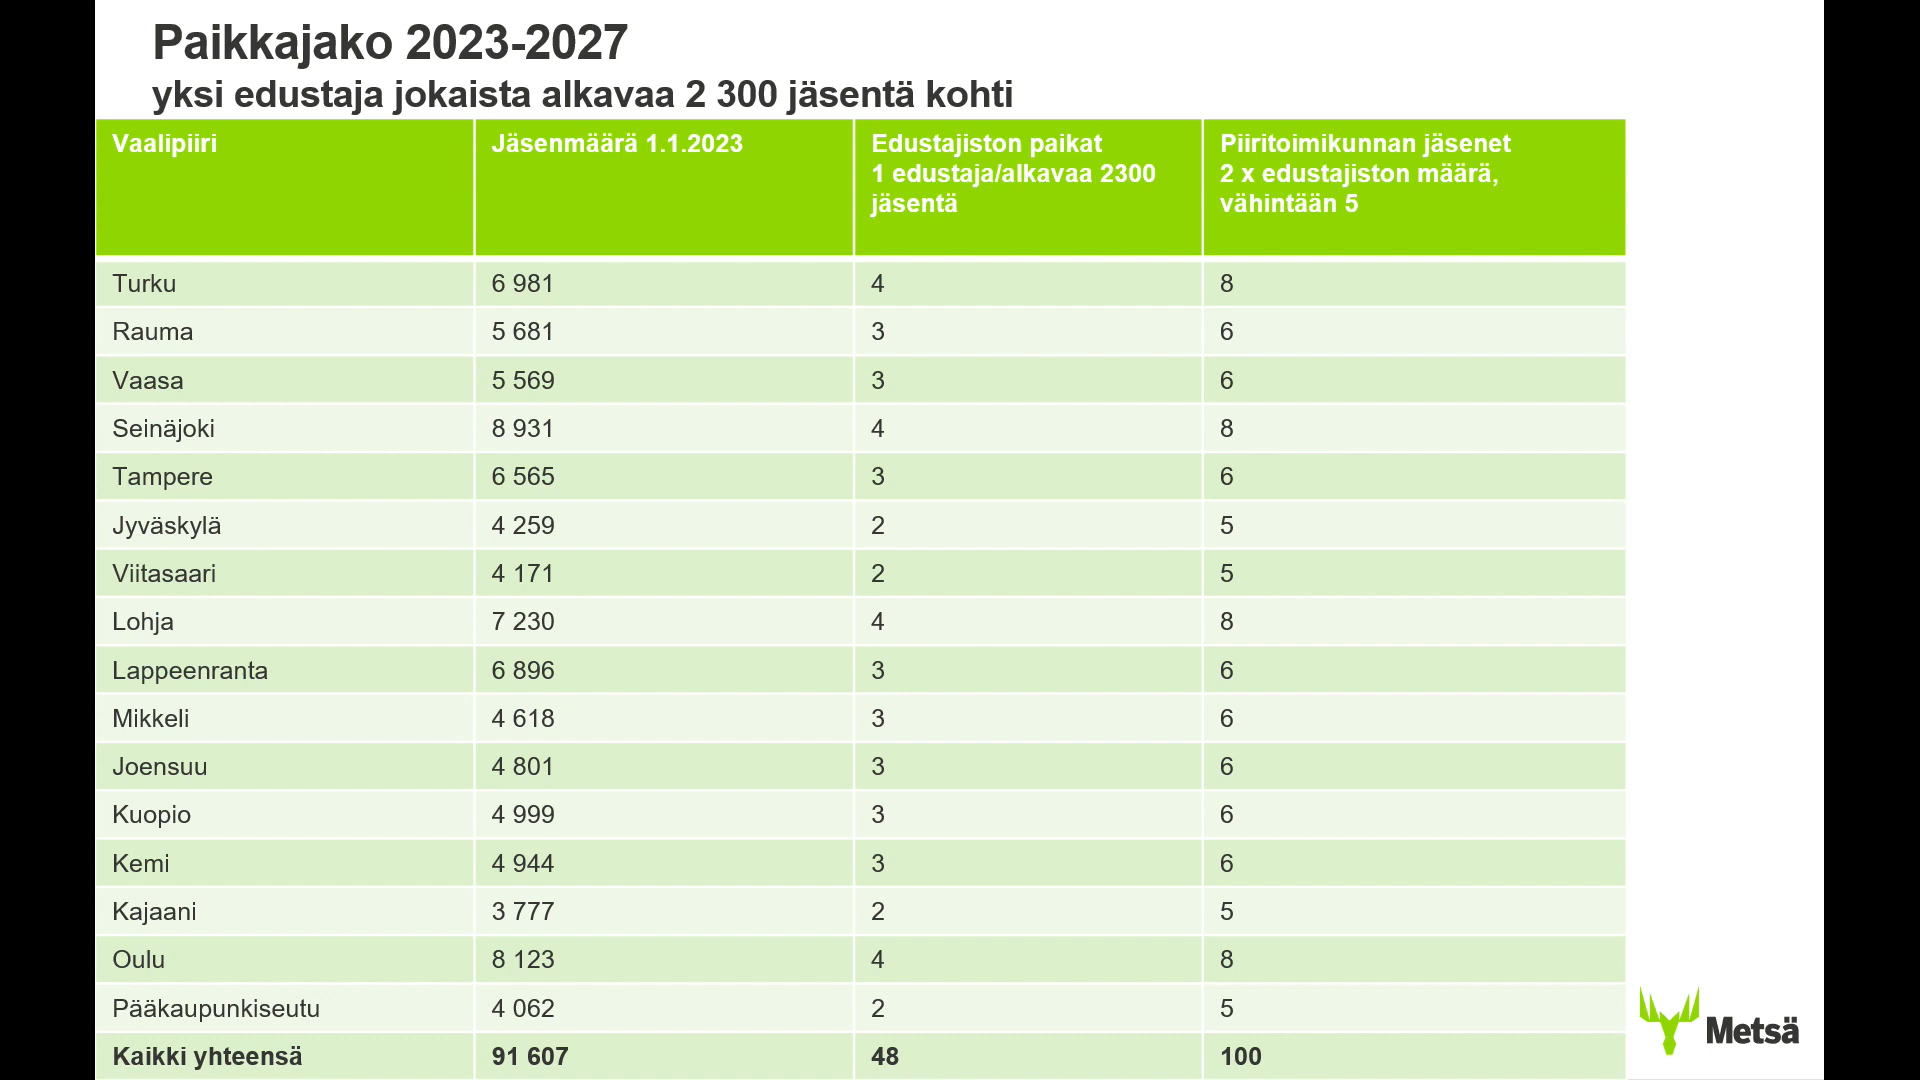 Paikkajako 2023-2027
yksi edustaja jokaista alkavaa 2 300 jäsentä kohti
Vaalipiiri Jäsenmäärä 1.1.2023 Edustajiston paikat Piiritoimikunnan jäsenet
1 edustaja/alkavaa 2300 2 x edustajiston määrä,
jäsentä vähintään 5
Turku 6 981 4 8
Rauma 5 681 3 6
Vaasa 5 569 3 6
Seinäjoki 8 931 4 8
Tampere 6 565 3 6
Jyväskylä 4 259 2 5
Viitasaari 4 171 2 5
Lohja 7 230 4 8
Lappeenranta 6 896 3 6
Mikkeli 4 618 3 6
Joensuu 4 801 3 6
Kuopio 4 999 3 6
Kemi 4 944 3 6
Kajaani 3 777 2 5
Oulu 8 123 4 8
Pääkaupunkiseutu 4 062 2 5
Kaikki yhteensä 91 607 48 100
Metsä